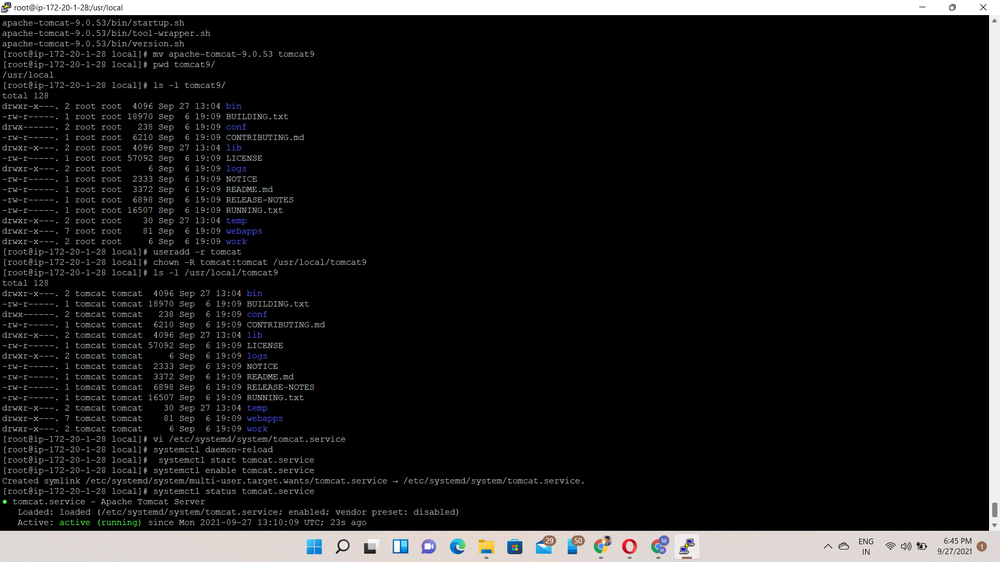 root@ip-172-20-1-28:/usr/local
apache-tomcat-9.0.53/bin/startup.sh
apache-tomcat-9.0.53/bin/tool-wrapper.sh
apache-tomcat-9.0.53/bin/version.sh
[root@ip-172-20-1-28 local]# mv apache-tomcat-9.0.53 tomcat9
[root@ip-172-20-1-28 local]# pwd tomcat9/
/usr/local
[root@ip-172-20-1-28 local]# ls -l tomcat9/
total 128
drwxr-x---. 2 root root  4096 Sep 27 13:04 bin
-rw-r-----. 1 root root 18970 Sep  6 19:09 BUILDING.txt
drwx------. 2 root root   238 Sep  6 19:09 conf
-rw-r-----. 1 root root  6210 Sep  6 19:09 CONTRIBUTING.md
drwxr-x---. 2 root root  4096 Sep 27 13:04 lib
-rw-r-----. 1 root root 57092 Sep  6 19:09 LICENSE
drwxr-x---. 2 root root     6 Sep  6 19:09 logs
-rw-r-----. 1 root root  2333 Sep  6 19:09 NOTICE
-rw-r-----. 1 root root  3372 Sep  6 19:09 README.md
-rw-r-----. 1 root root  6898 Sep  6 19:09 RELEASE-NOTES
-rw-r-----. 1 root root 16507 Sep  6 19:09 RUNNING.txt
drwxr-x---. 2 root root    30 Sep 27 13:04 temp
drwxr-x---. 7 root root    81 Sep  6 19:09 webapps
drwxr-x---. 2 root root     6 Sep  6 19:09 work
[root@ip-172-20-1-28 local]# useradd -r tomcat
[root@ip-172-20-1-28 local]# chown -R tomcat:tomcat /usr/local/tomcat9
[root@ip-172-20-1-28 local]# ls -l /usr/local/tomcat9
total 128
drwxr-x---. 2 tomcat tomcat  4096 Sep 27 13:04 bin
-rw-r-----. 1 tomcat tomcat 18970 Sep  6 19:09 BUILDING.txt
drwx------. 2 tomcat tomcat   238 Sep  6 19:09 conf
-rw-r-----. 1 tomcat tomcat  6210 Sep  6 19:09 CONTRIBUTING.md
drwxr-x---. 2 tomcat tomcat  4096 Sep 27 13:04 lib
-rw-r-----. 1 tomcat tomcat 57092 Sep  6 19:09 LICENSE
drwxr-x---. 2 tomcat tomcat     6 Sep  6 19:09 logs
-rw-r-----. 1 tomcat tomcat  2333 Sep  6 19:09 NOTICE
-rw-r-----. 1 tomcat tomcat  3372 Sep  6 19:09 README.md
-rw-r-----. 1 tomcat tomcat  6898 Sep  6 19:09 RELEASE-NOTES
-rw-r-----. 1 tomcat tomcat 16507 Sep  6 19:09 RUNNING.txt
drwxr-x---. 2 tomcat tomcat    30 Sep 27 13:04 temp
drwxr-x---. 7 tomcat tomcat    81 Sep  6 19:09 webapps
drwxr-x---. 2 tomcat tomcat     6 Sep  6 19:09 work
[root@ip-172-20-1-28 local]# vi /etc/systemd/system/tomcat.service
[root@ip-172-20-1-28 local]# systemctl daemon-reload
[root@ip-172-20-1-28 local]#  systemctl start tomcat.service
[root@ip-172-20-1-28 local]# systemctl enable tomcat.service
Created symlink /etc/systemd/system/multi-user.target.wants/tomcat.service → /etc/systemd/system/tomcat.service.
[root@ip-172-20-1-28 local]# systemctl status tomcat.service
● tomcat.service - Apache Tomcat Server
   Loaded: loaded (/etc/systemd/system/tomcat.service; enabled; vendor preset: disabled)
   Active: active (running) since Mon 2021-09-27 13:10:09 UTC; 23s ago
29
50
M
M
ENG
IN
6:45 PM
9/27/2021
1